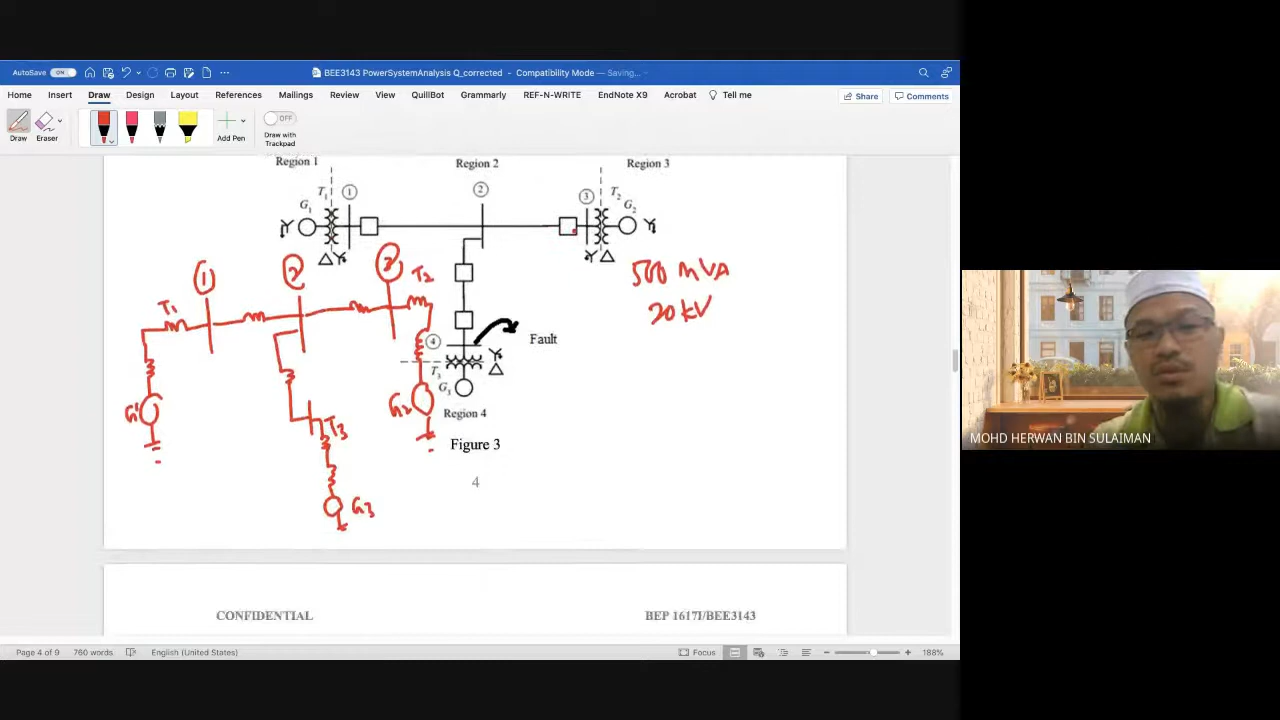 AutoSave ON
BEE3143 PowerSystemAnalysis Q_corrected - Compatibility Mode — Saving...
Home Insert Draw Design Layout References Mailings Review View QuillBot Grammarly REF-N-WRITE EndNote X9 Acrobat Tell me
Share Comments
Draw Eraser Add Pen Draw with Trackpad
OFF
Region 1 Region 2 Region 3
T1 1 2 3 T2
G1 G2
1 2 3 T2
T1
500 MVA
20 kV
Fault
4
T3
G3
G1 G2
T3
Region 4
Figure 3
4
G3
CONFIDENTIAL BEP 1617I/BEE3143
Page 4 of 9 760 words English (United States) Focus 188%
MOHD HERWAN BIN SULAIMAN